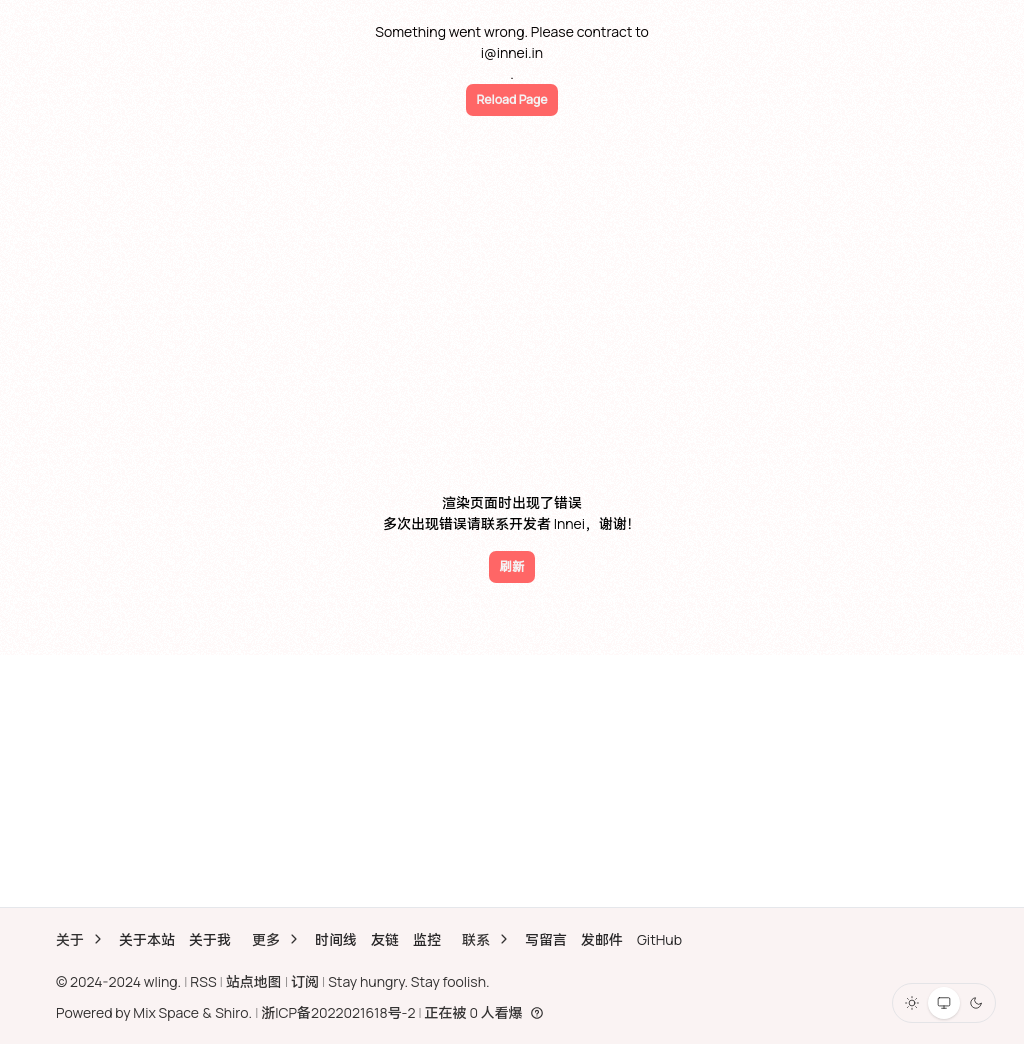 Something went wrong. Please contract to
i@innei.in
.
Reload Page
渲染页面时出现了错误
多次出现错误请联系开发者 Innei，谢谢！
刷新
关于 > 关于本站 关于我 更多 > 时间线 友链 监控 联系 > 写留言 发邮件 GitHub
© 2024-2024 wling. | RSS | 站点地图 | 订阅 | Stay hungry. Stay foolish.
Powered by Mix Space & Shiro. | 浙ICP备2022021618号-2 | 正在被 0 人看爆